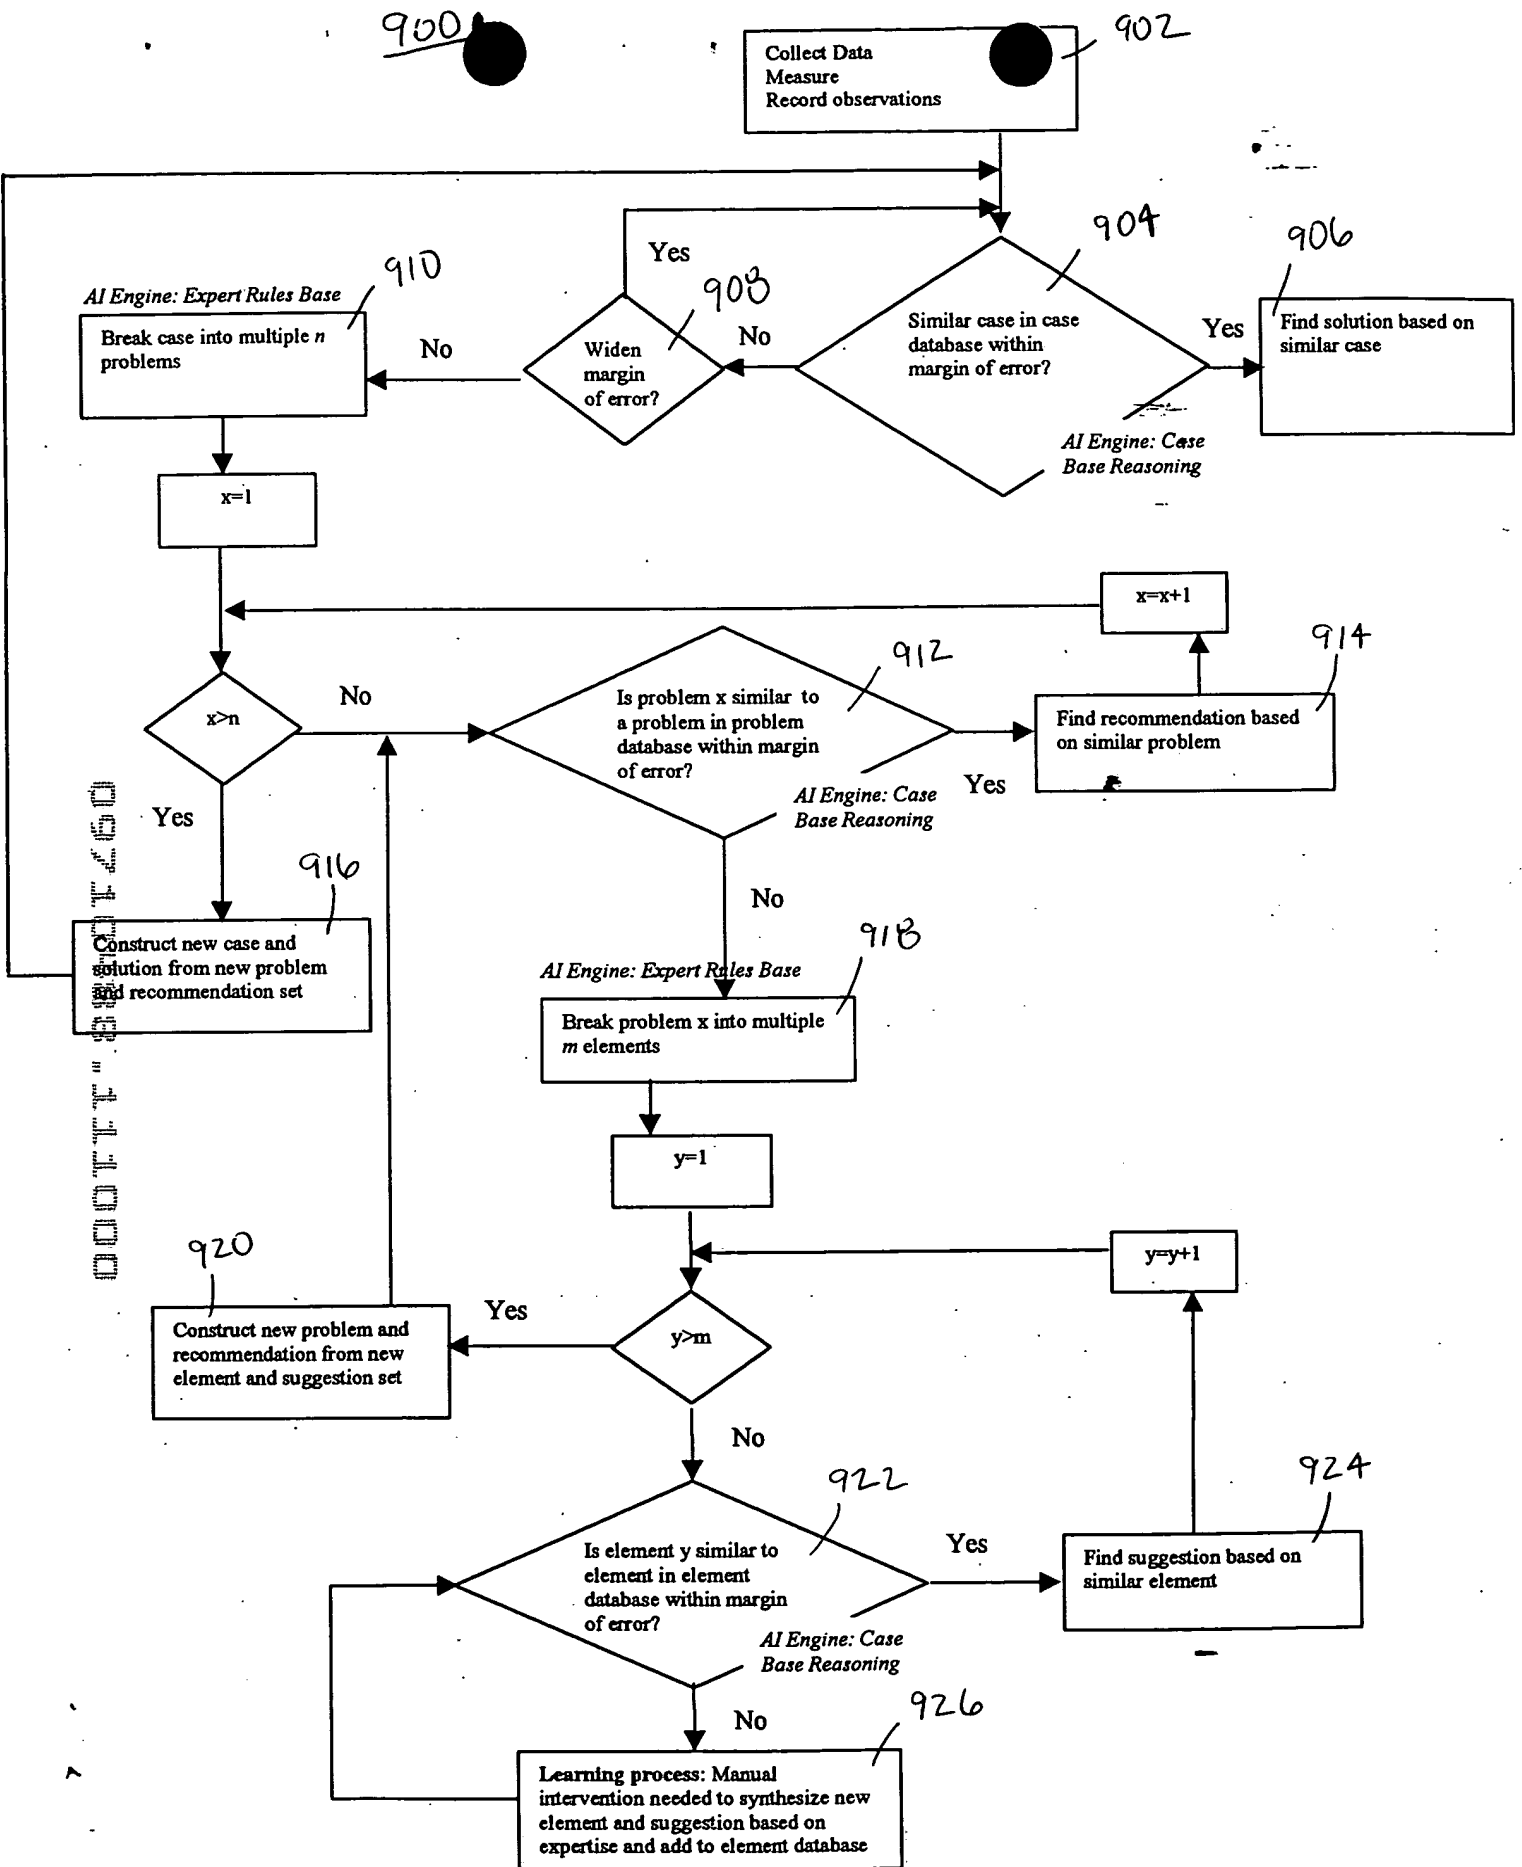 900
902
Collect Data
Measure
Record observations
904
906
Yes
910
908
AI Engine: Expert Rules Base
Break case into multiple n
problems
No
Widen
margin
of error?
No
Similar case in case
database within
margin of error?
Yes
Find solution based on
similar case
AI Engine: Case
Base Reasoning
x=1
x=x+1
914
912
x>n
No
Is problem x similar to
a problem in problem
database within margin
of error?
Find recommendation based
on similar problem
Yes
AI Engine: Case
Base Reasoning
Yes
916
No
918
Construct new case and
solution from new problem
and recommendation set
AI Engine: Expert Rules Base
Break problem x into multiple
m elements
y=1
920
y=y+1
Yes
Construct new problem and
recommendation from new
element and suggestion set
y>m
No
922
924
Is element y similar to
element in element
database within margin
of error?
Yes
Find suggestion based on
similar element
AI Engine: Case
Base Reasoning
No
926
Learning process: Manual
intervention needed to synthesize new
element and suggestion based on
expertise and add to element database